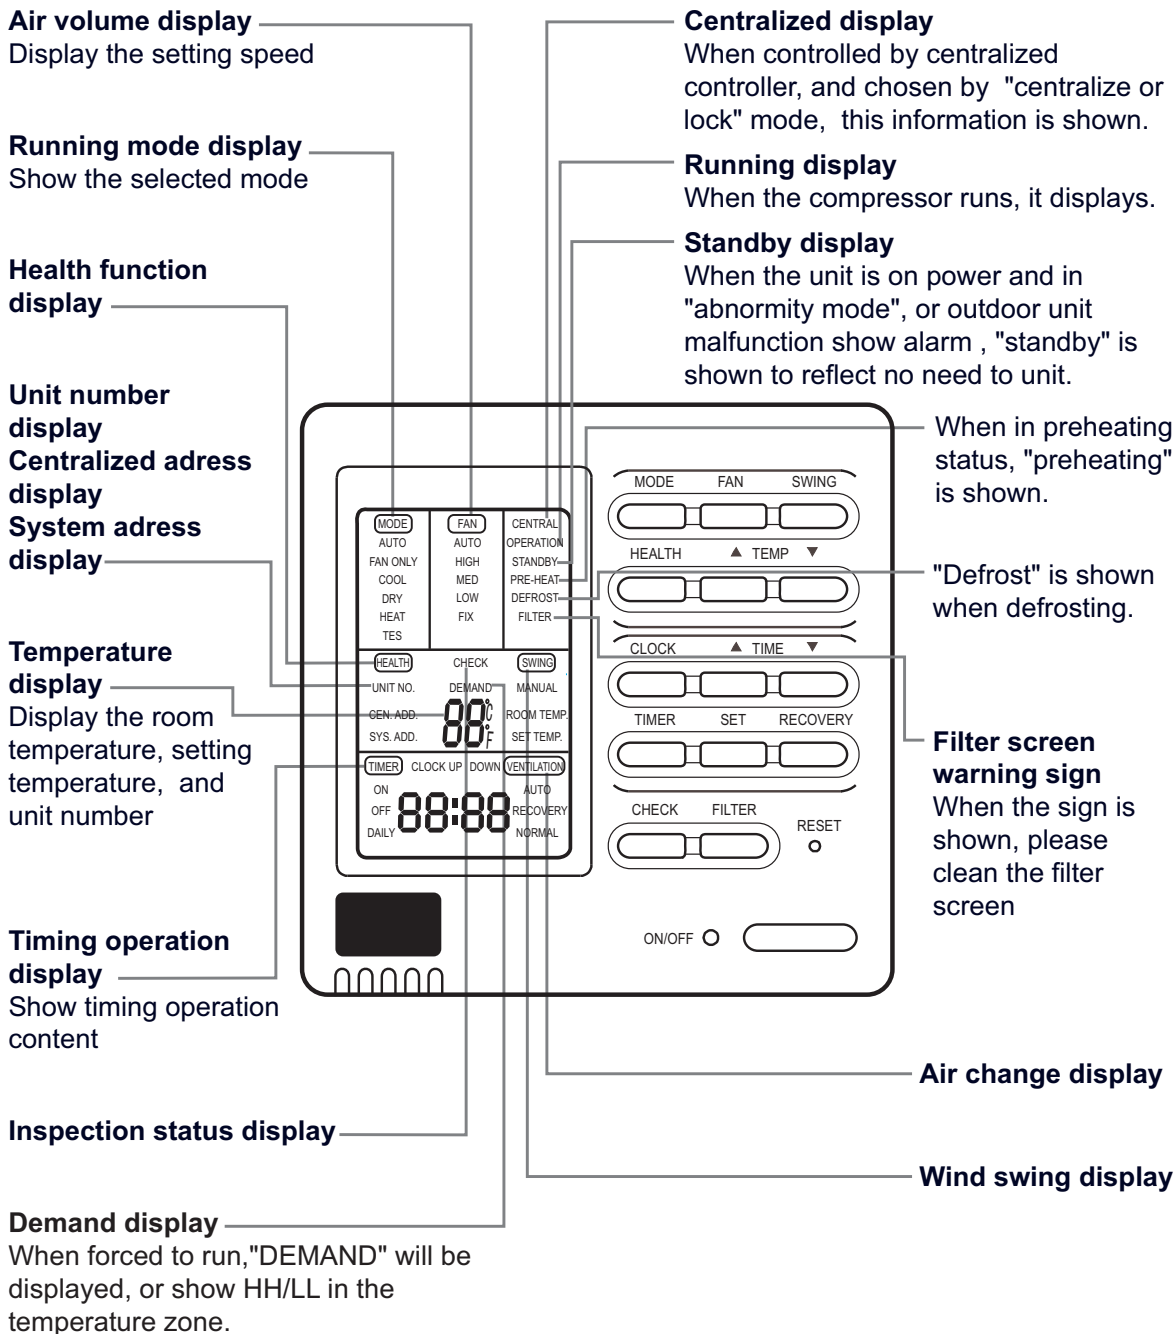 Air volume display
Display the setting speed
Running mode display
Show the selected mode
Health function
display
Unit number
display
Centralized adress
display
System adress
display
Temperature
display
Display the room
temperature, setting
temperature, and
unit number
Timing operation
display
Show timing operation
content
Inspection status display
Demand display
When forced to run,"DEMAND" will be
displayed, or show HH/LL in the
temperature zone.
Centralized display
When controlled by centralized
controller, and chosen by "centralize or
lock" mode, this information is shown.
Running display
When the compressor runs, it displays.
Standby display
When the unit is on power and in
"abnormity mode", or outdoor unit
malfunction show alarm , "standby" is
shown to reflect no need to unit.
When in preheating
status, "preheating"
is shown.
"Defrost" is shown
when defrosting.
Filter screen
warning sign
When the sign is
shown, please
clean the filter
screen
Air change display
Wind swing display
MODE
AUTO
FAN ONLY
COOL
DRY
HEAT
TES
FAN
AUTO
HIGH
MED
LOW
FIX
CENTRAL
OPERATION
STANDBY
PRE-HEAT
DEFROST
FILTER
HEALTH CHECK SWING
UNIT NO. DEMAND MANUAL
CEN. ADD. 88°C ROOM TEMP.
SYS. ADD. 88°F SET TEMP.
TIMER CLOCK UP DOWN VENTILATION
ON AUTO
OFF 88:88 RECOVERY
DAILY NORMAL
MODE FAN SWING
HEALTH ▲ TEMP ▼
CLOCK ▲ TIME ▼
TIMER SET RECOVERY
CHECK FILTER RESET
ON/OFF